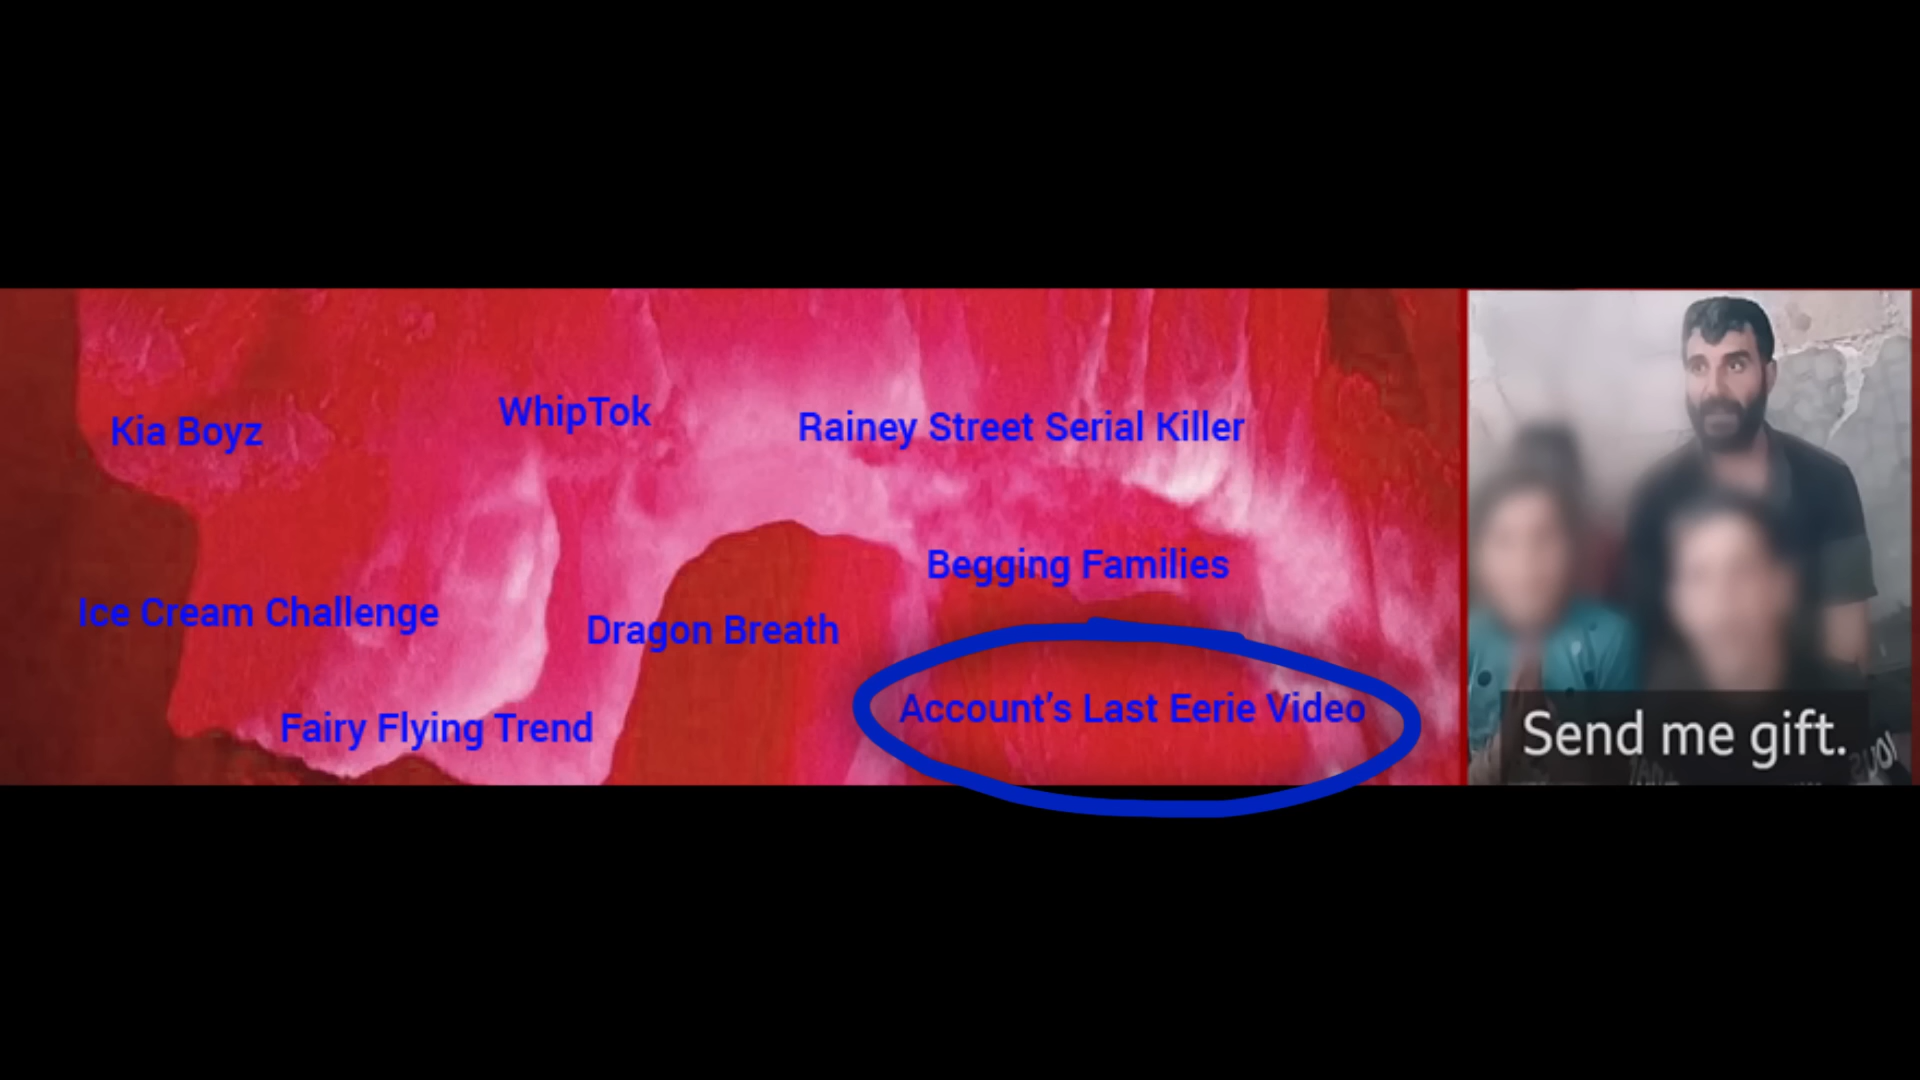 Kia Boyz
WhipTok
Rainey Street Serial Killer
Begging Families
Ice Cream Challenge
Dragon Breath
Account's Last Eerie Video
Fairy Flying Trend
Send me gift.